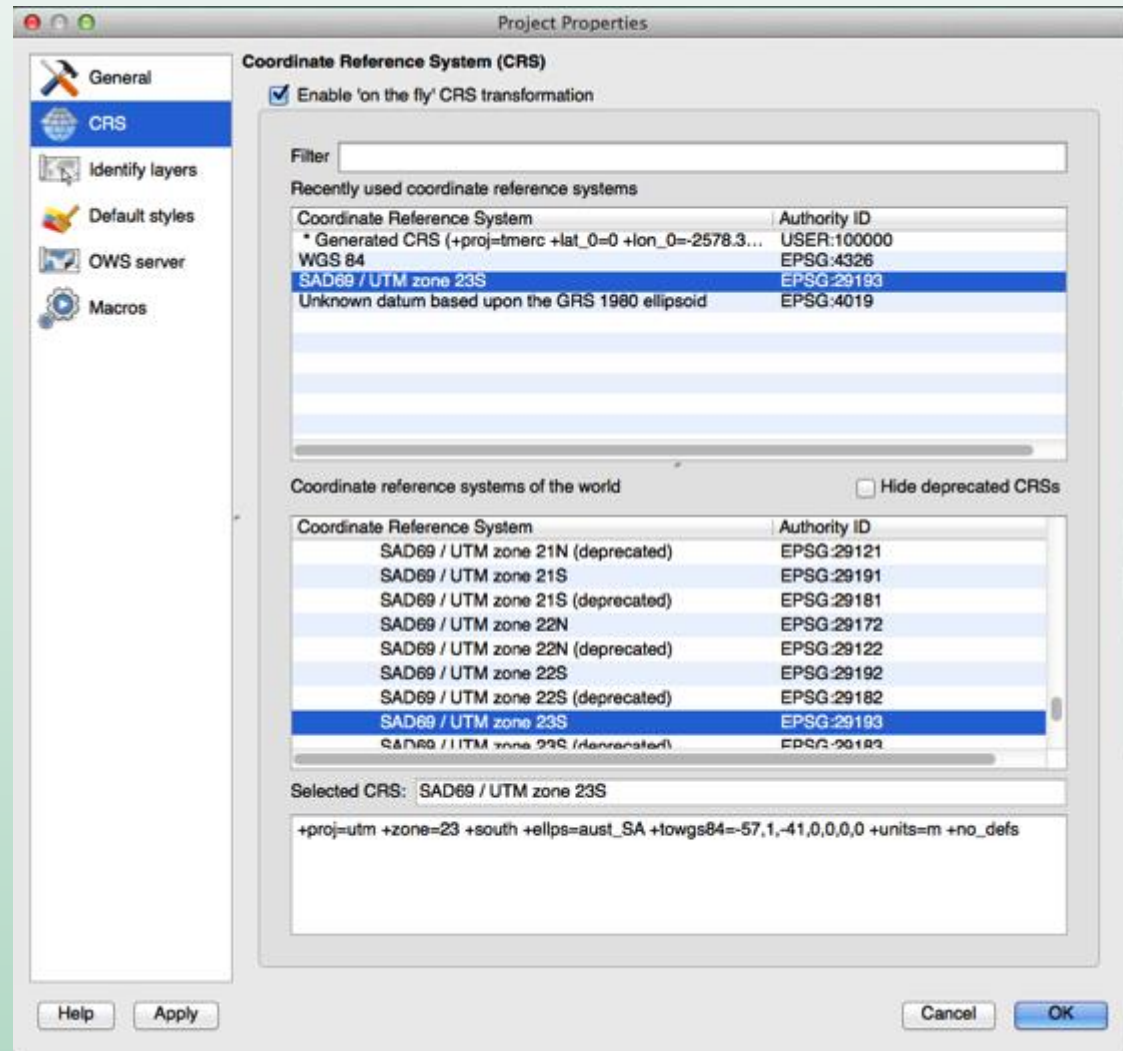 Project Properties
General
CRS
Identify layers
Default styles
OWS server
Macros
Coordinate Reference System (CRS)
Enable 'on the fly' CRS transformation
Filter
Recently used coordinate reference systems
Coordinate Reference System Authority ID
* Generated CRS (+proj=tmerc +lat_0=0 +lon_0=-2578.3... USER:100000
WGS 84 EPSG:4326
SAD69 / UTM zone 23S EPSG:29193
Unknown datum based upon the GRS 1980 ellipsoid EPSG:4019
Coordinate reference systems of the world Hide deprecated CRSs
Coordinate Reference System Authority ID
SAD69 / UTM zone 21N (deprecated) EPSG:29121
SAD69 / UTM zone 21S EPSG:29191
SAD69 / UTM zone 21S (deprecated) EPSG:29181
SAD69 / UTM zone 22N EPSG:29172
SAD69 / UTM zone 22N (deprecated) EPSG:29122
SAD69 / UTM zone 22S EPSG:29192
SAD69 / UTM zone 22S (deprecated) EPSG:29182
SAD69 / UTM zone 23S EPSG:29193
SAD69 / UTM zone 23S (deprecated) EPSG:29183
Selected CRS: SAD69 / UTM zone 23S
+proj=utm +zone=23 +south +ellps=aust_SA +towgs84=-57,1,-41,0,0,0,0 +units=m +no_defs
Help Apply Cancel OK